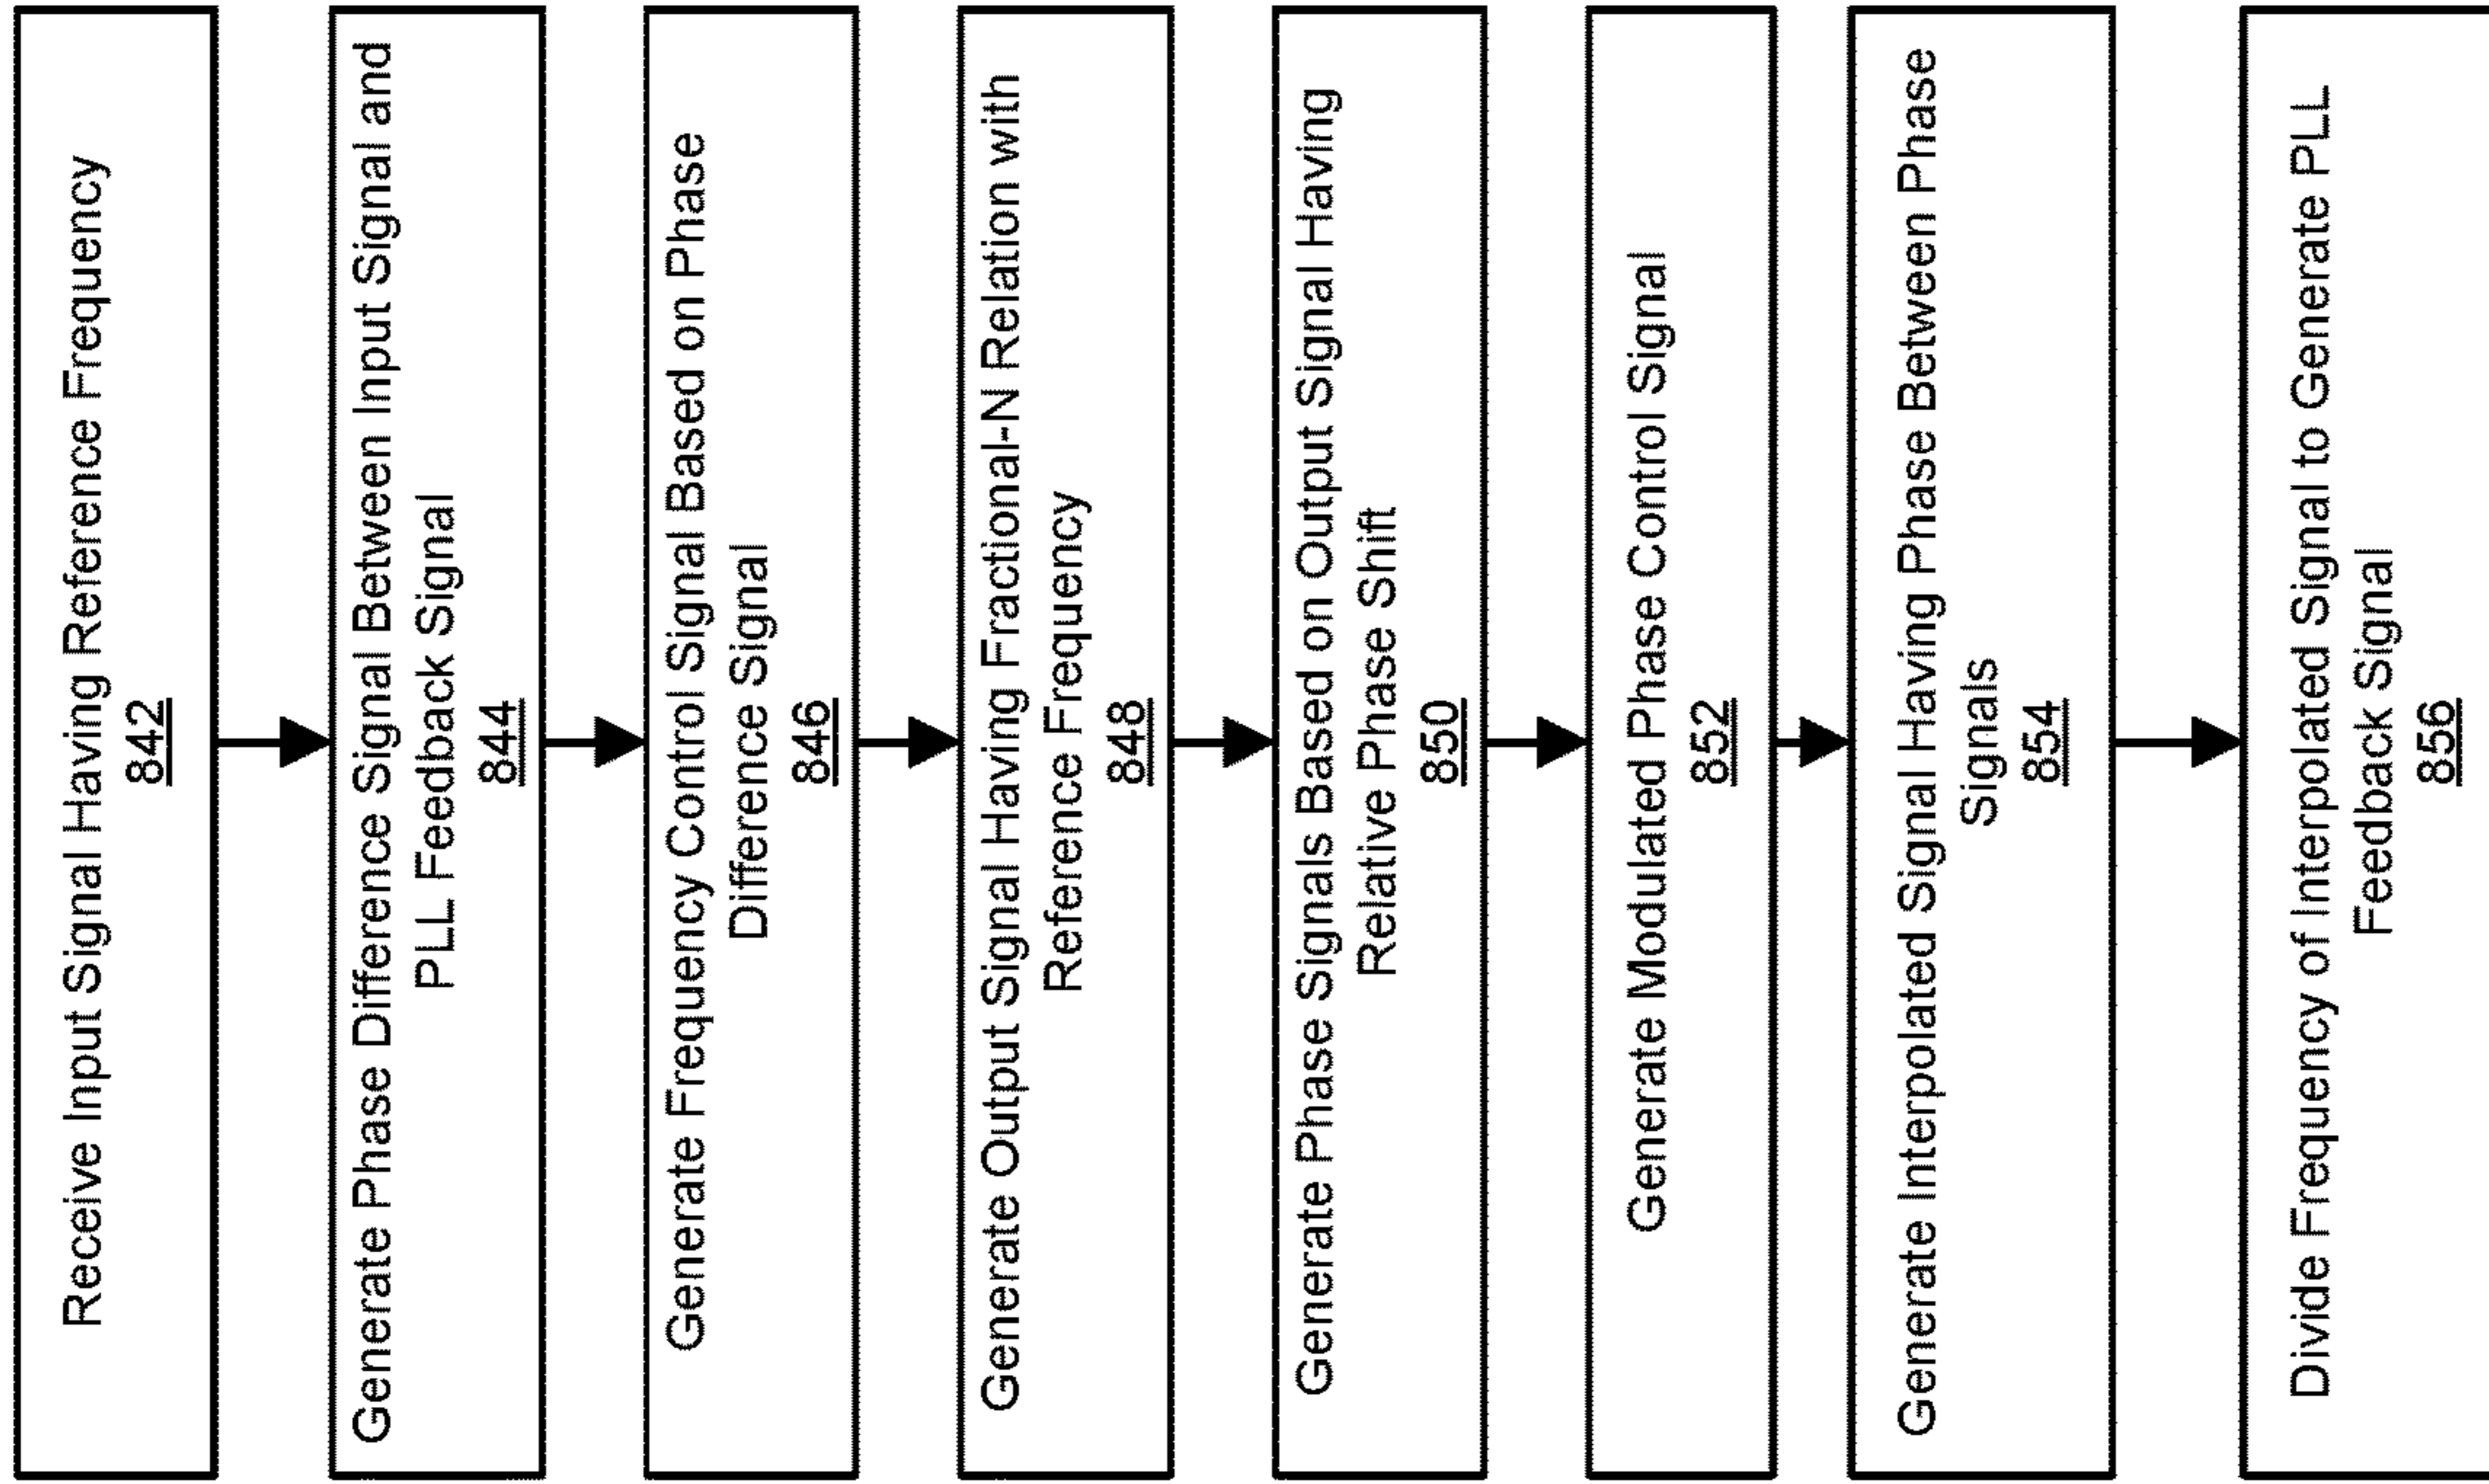 Receive Input Signal Having Reference Frequency
842
Generate Phase Difference Signal Between Input Signal and
PLL Feedback Signal
844
Generate Frequency Control Signal Based on Phase
Difference Signal
846
Generate Output Signal Having Fractional-N Relation with
Reference Frequency
848
Generate Phase Signals Based on Output Signal Having
Relative Phase Shift
850
Generate Modulated Phase Control Signal
852
Generate Interpolated Signal Having Phase Between Phase
Signals
854
Divide Frequency of Interpolated Signal to Generate PLL
Feedback Signal
856